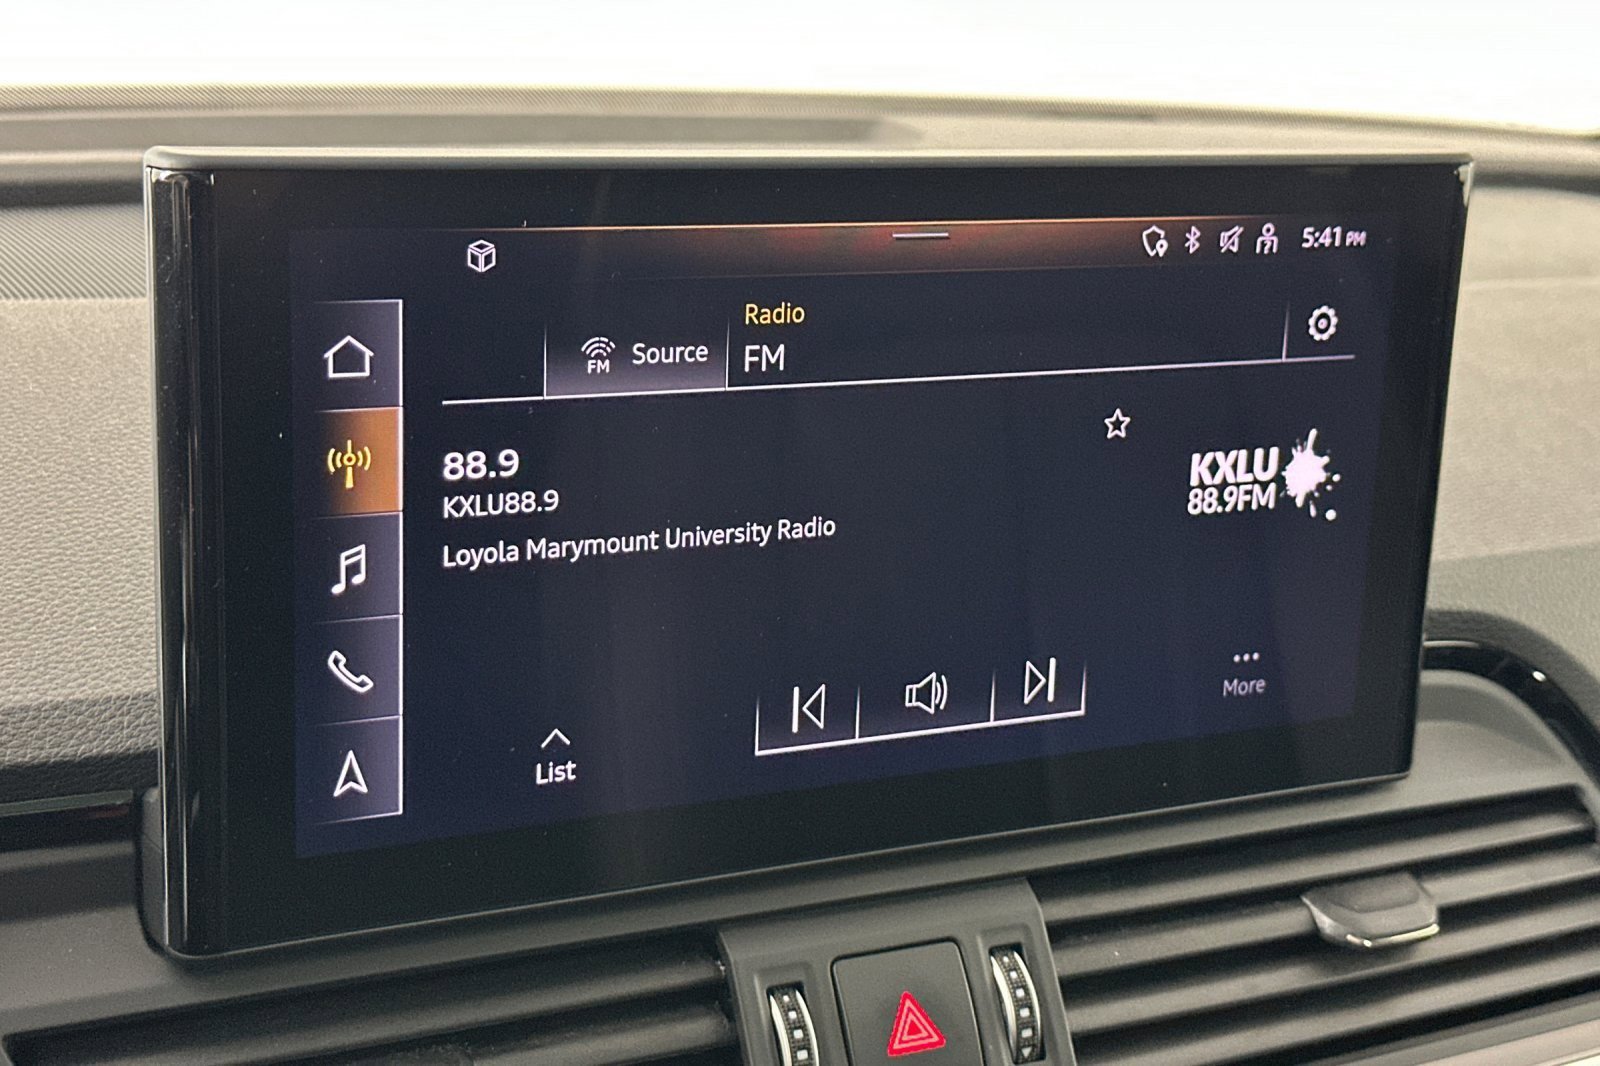 5:41 PM
Radio
FM
Source
FM
88.9
KXLU88.9
Loyola Marymount University Radio
KXLU
88.9FM
List
More